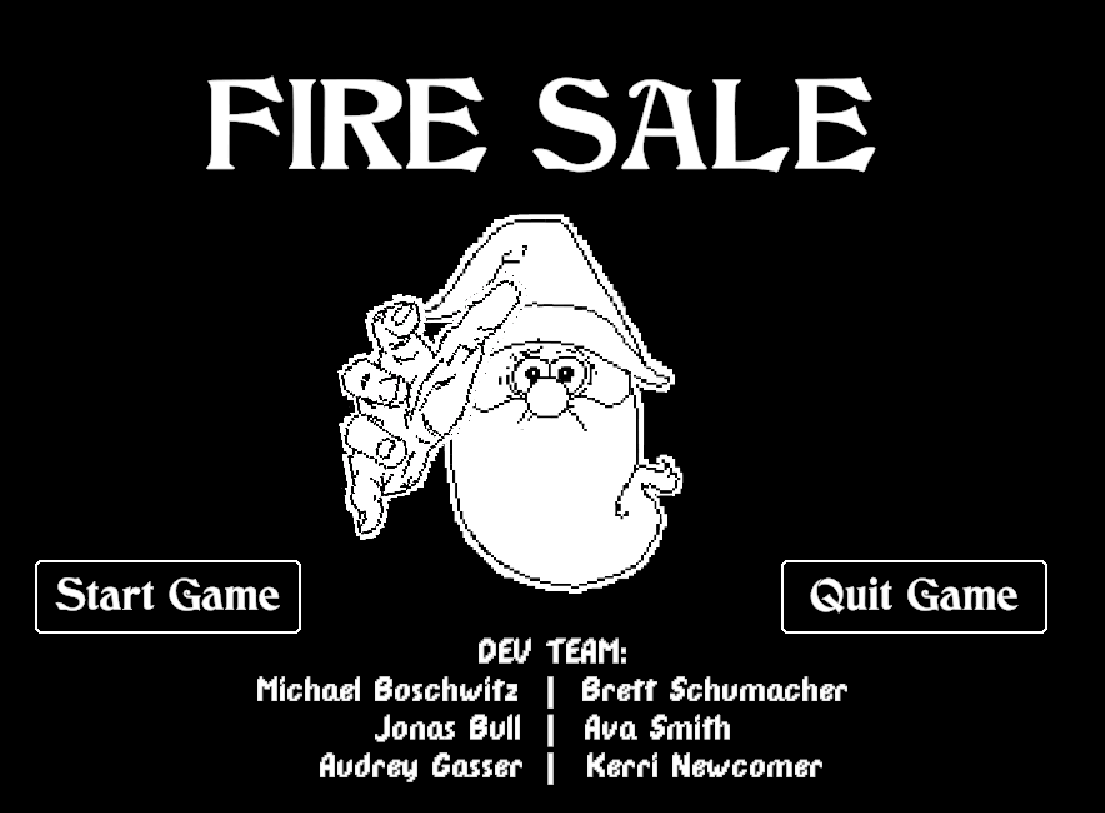 FIRE SALE
Start Game
Quit Game
DEV TEAM:
Michael Boschwitz | Brett Schumacher
Jonas Bull | Ava Smith
Audrey Gasser | Kerri Newcomer